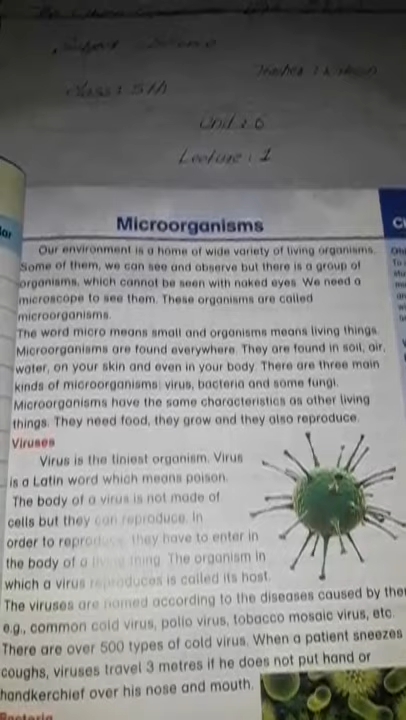 Subject : Science
Teacher :
Class : 5th
Unit : 6
Lecture : 1
Microorganisms
Our environment is a home of wide variety of living organisms.
Some of them, we can see and observe but there is a group of
organisms, which cannot be seen with naked eyes. We need a
microscope to see them. These organisms are called
microorganisms.
The word micro means small and organisms means living things.
Microorganisms are found everywhere. They are found in soil, air,
water, on your skin and even in your body. There are three main
kinds of microorganisms: virus, bacteria and some fungi.
Microorganisms have the same characteristics as other living
things. They need food, they grow and they also reproduce.
Viruses
Virus is the tiniest organism. Virus
is a Latin word which means poison.
The body of a virus is not made of
cells but they can reproduce. In
order to reproduce, they have to enter in
the body of a living thing. The organism in
which a virus reproduces is called its host.
The viruses are named according to the diseases caused by
e.g., common cold virus, polio virus, tobacco mosaic virus, etc.
There are over 500 types of cold virus. When a patient sneezes
coughs, viruses travel 3 metres if he does not put hand or
handkerchief over his nose and mouth.
Bacteria